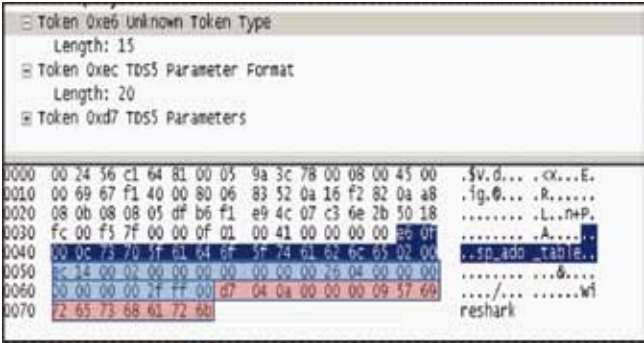 Token 0xe6 Unknown Token Type
Length: 15
Token 0xec TDS5 Parameter Format
Length: 20
Token 0xd7 TDS5 Parameters
0000 00 24 56 c1 64 81 00 05 9a 3c 78 00 08 00 45 00 .$V.d... .<x...E.
0010 00 69 67 f1 40 00 80 06 83 52 0a 16 f2 82 0a a8 .ig.@... .R......
0020 08 0b 08 08 05 df b6 f1 e9 4c 07 c3 6e 2b 50 18 ........ .L..n+P.
0030 fc 00 f5 7f 00 00 0f 01 00 41 00 00 00 00 e6 0f ........ .A......
0040 00 0c 73 70 5f 61 64 6f 5f 74 61 62 6c 65 02 00 ..sp_ado _table..
0050 ec 14 00 02 00 00 00 00 00 00 00 26 04 00 00 00 ........ ...&....
0060 00 00 00 00 2f ff 00 d7 04 0a 00 00 00 09 57 69 ..../... ......Wi
0070 72 65 73 68 61 72 6b reshark